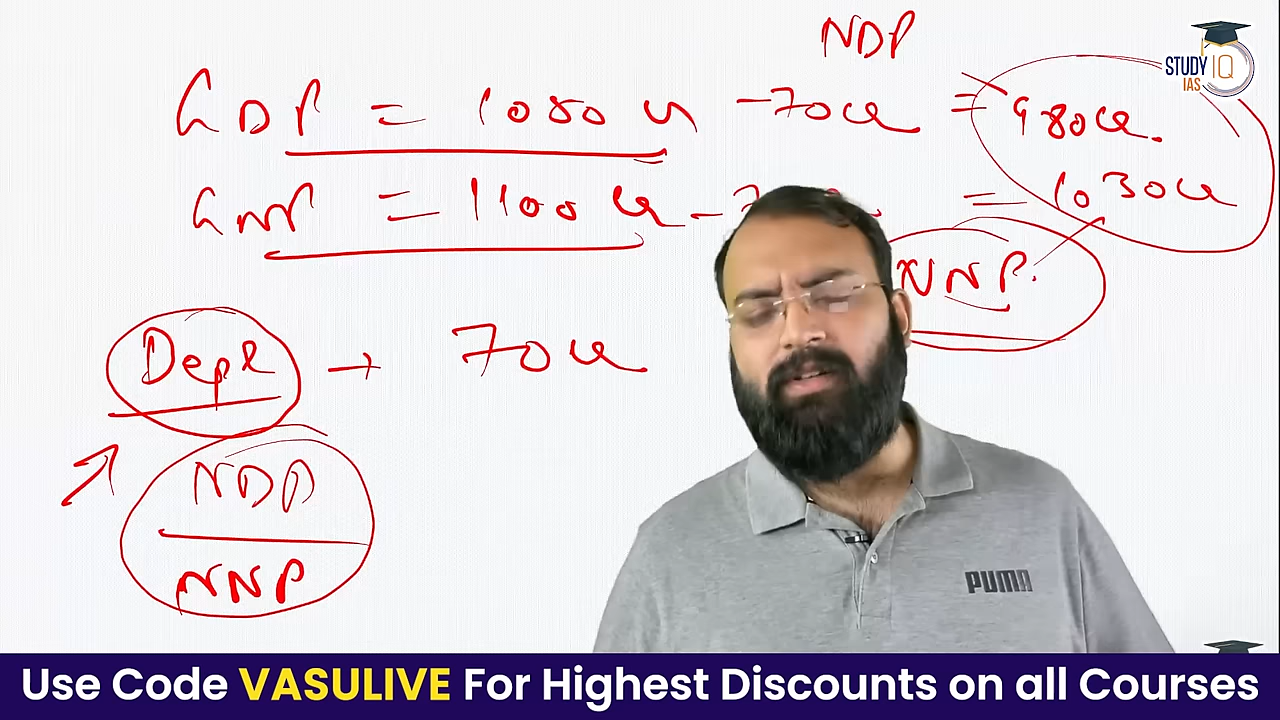 NDP
GDP = 1050 cr - 70 cr = 980 cr.
GNP = 1100 cr - = 1030 cr
NNP.
Depr → 70 cr
NDP
NNP
STUDY IQ
IAS
PUMA
Use Code VASULIVE For Highest Discounts on all Courses